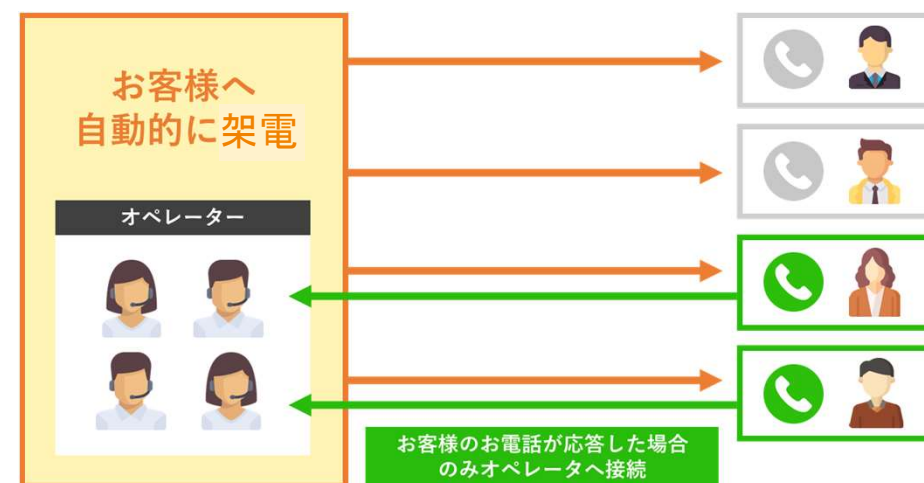 お客様へ
自動的に架電
オペレーター
お客様のお電話が応答した場合
のみオペレータへ接続